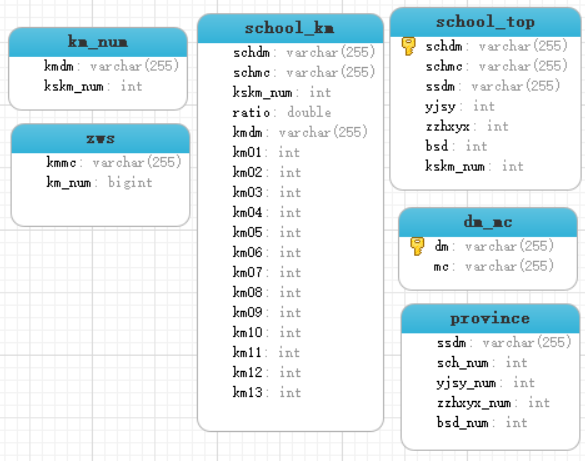 km_num
kmdm: varchar(255)
kskm_num: int
zws
kmmc: varchar(255)
km_num: bigint
school_km
schdm: varchar(255)
schmc: varchar(255)
kskm_num: int
ratio: double
kmdm: varchar(255)
km01: int
km02: int
km03: int
km04: int
km05: int
km06: int
km07: int
km08: int
km09: int
km10: int
km11: int
km12: int
km13: int
school_top
schdm: varchar(255)
schmc: varchar(255)
ssdm: varchar(255)
yjsy: int
zzhxyx: int
bsd: int
kskm_num: int
dm_mc
dm: varchar(255)
mc: varchar(255)
province
ssdm: varchar(255)
sch_num: int
yjsy_num: int
zzhxyx_num: int
bsd_num: int